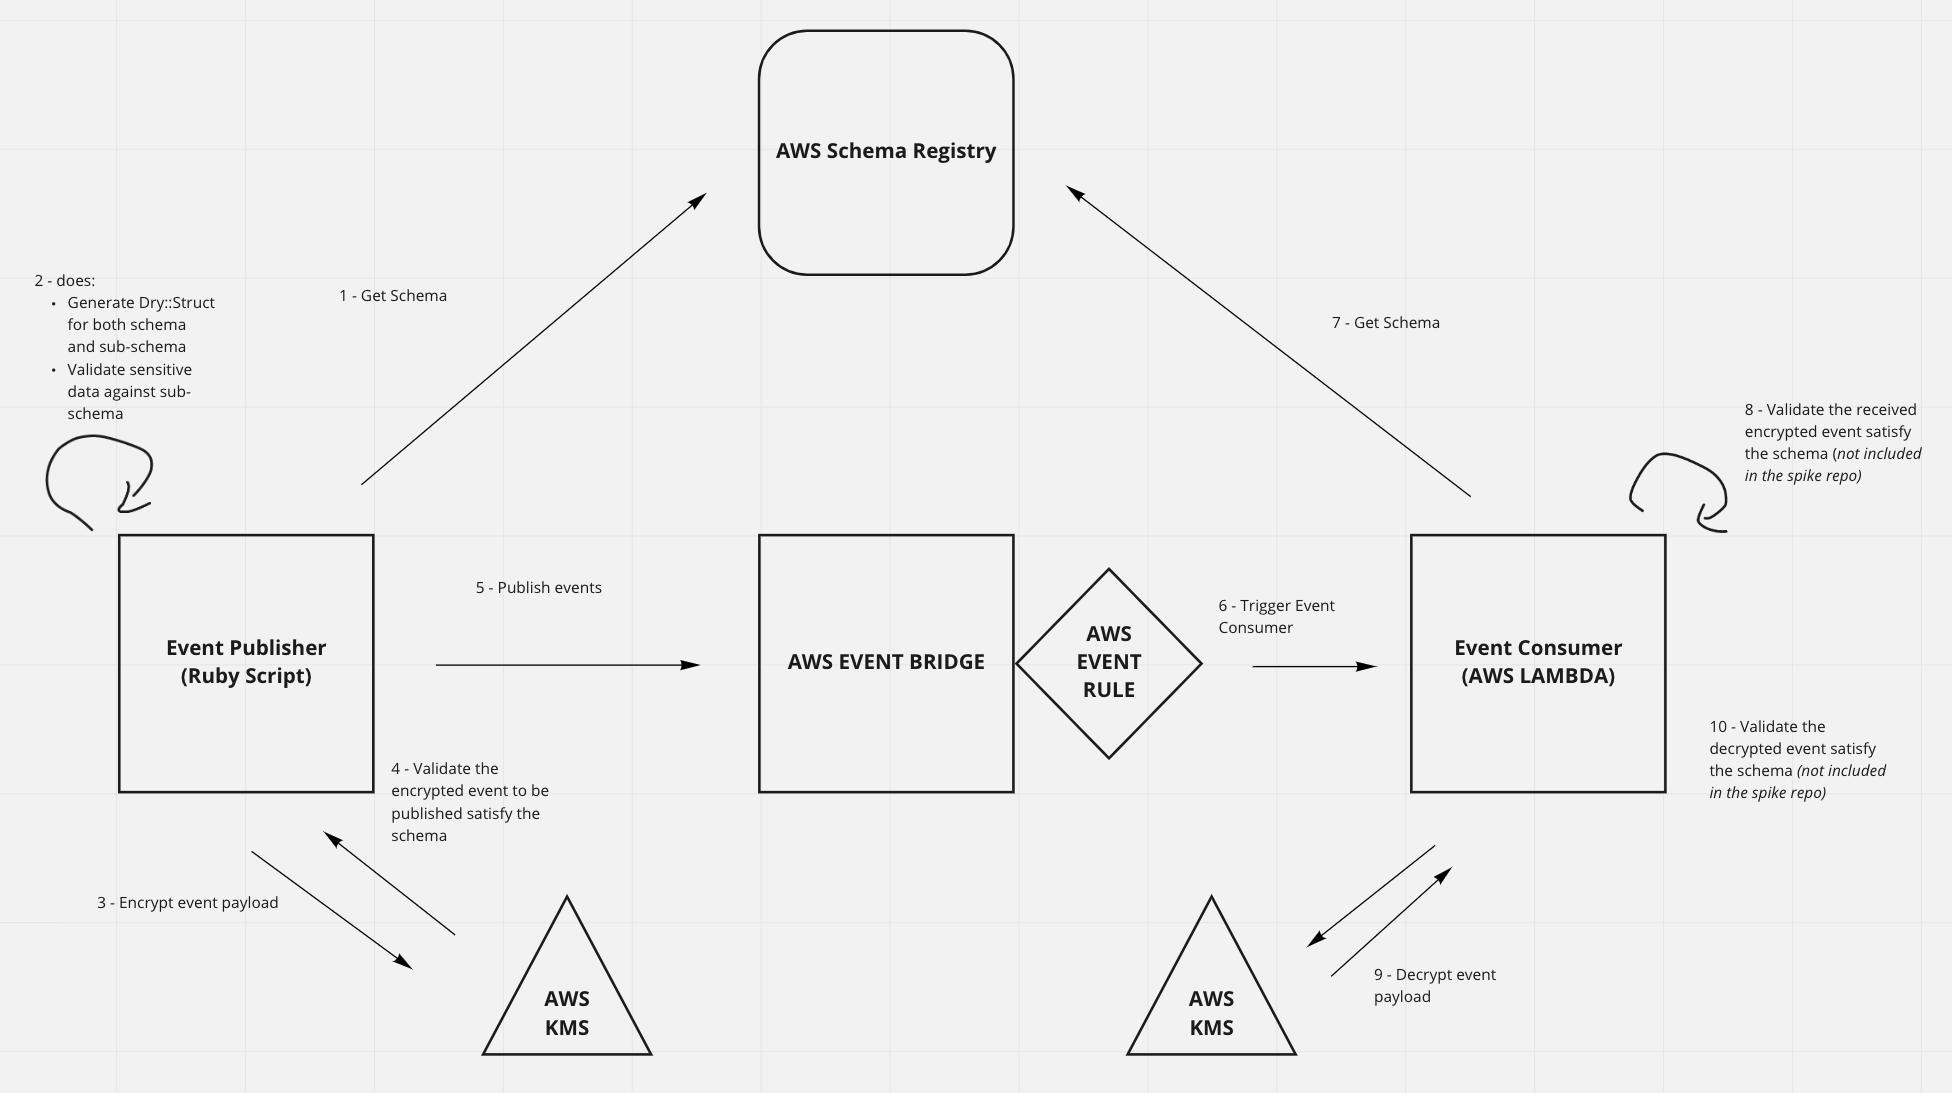 AWS Schema Registry
2 - does:
• Generate Dry::Struct
for both schema
and sub-schema
• Validate sensitive
data against sub-
schema
1 - Get Schema
7 - Get Schema
8 - Validate the received
encrypted event satisfy
the schema (not included
in the spike repo)
Event Publisher
(Ruby Script)
5 - Publish events
AWS EVENT BRIDGE
AWS
EVENT
RULE
6 - Trigger Event
Consumer
Event Consumer
(AWS LAMBDA)
4 - Validate the
encrypted event to be
published satisfy the
schema
10 - Validate the
decrypted event satisfy
the schema (not included
in the spike repo)
3 - Encrypt event payload
AWS
KMS
AWS
KMS
9 - Decrypt event
payload